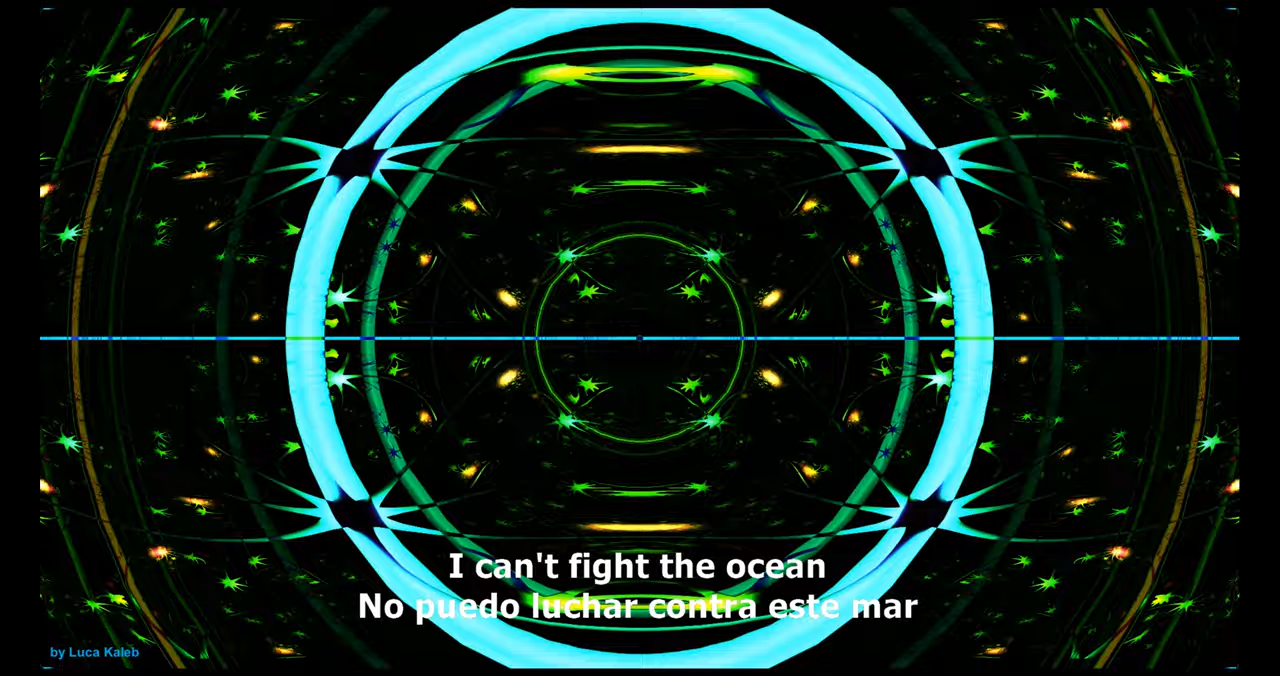 I can't fight the ocean
No puedo luchar contra este mar
by Luca Kaleb